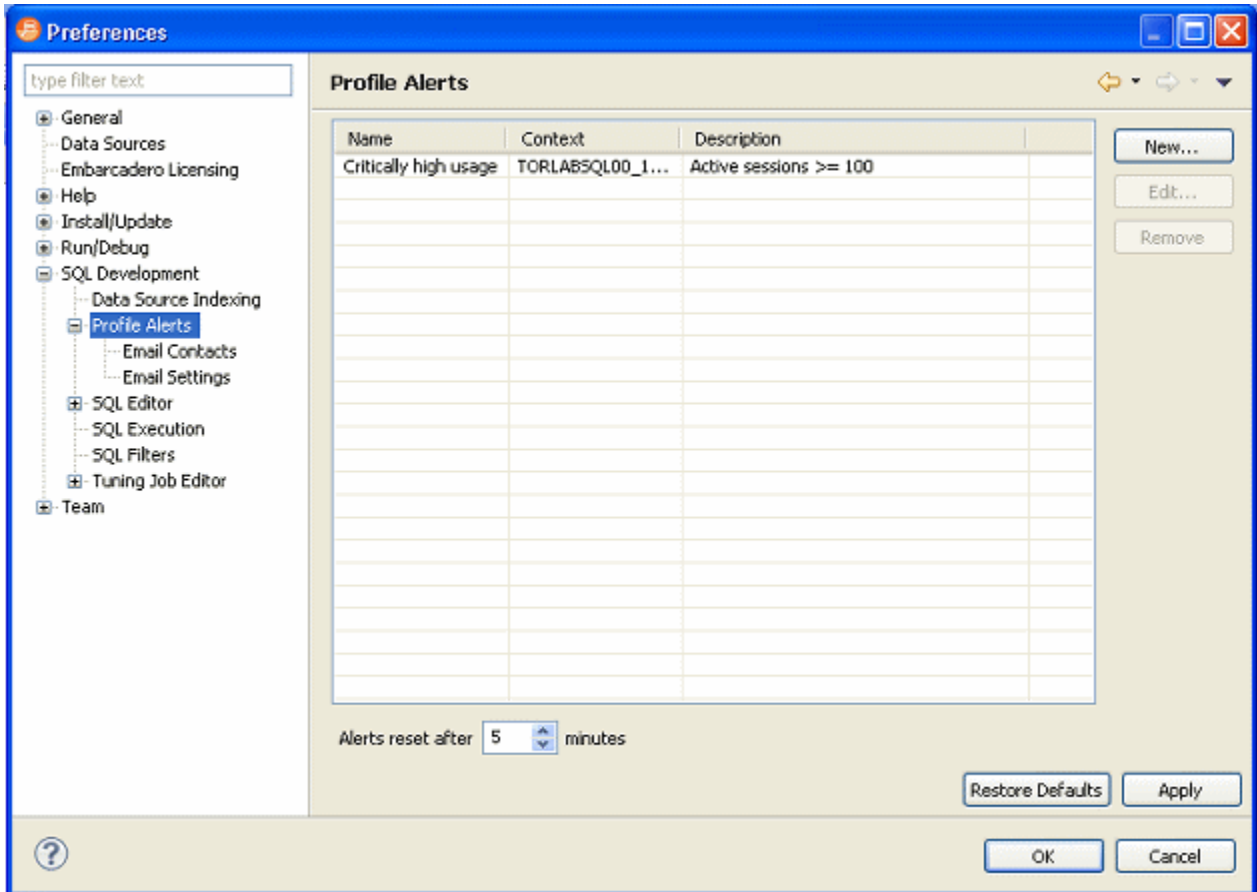 Preferences
type filter text
General
Data Sources
Embarcadero Licensing
Help
Install/Update
Run/Debug
SQL Development
Data Source Indexing
Profile Alerts
Email Contacts
Email Settings
SQL Editor
SQL Execution
SQL Filters
Tuning Job Editor
Team
Profile Alerts
Name Context Description
Critically high usage TORLABSQL00_1... Active sessions >= 100
New...
Edit...
Remove
Alerts reset after 5 minutes
Restore Defaults Apply
? OK Cancel